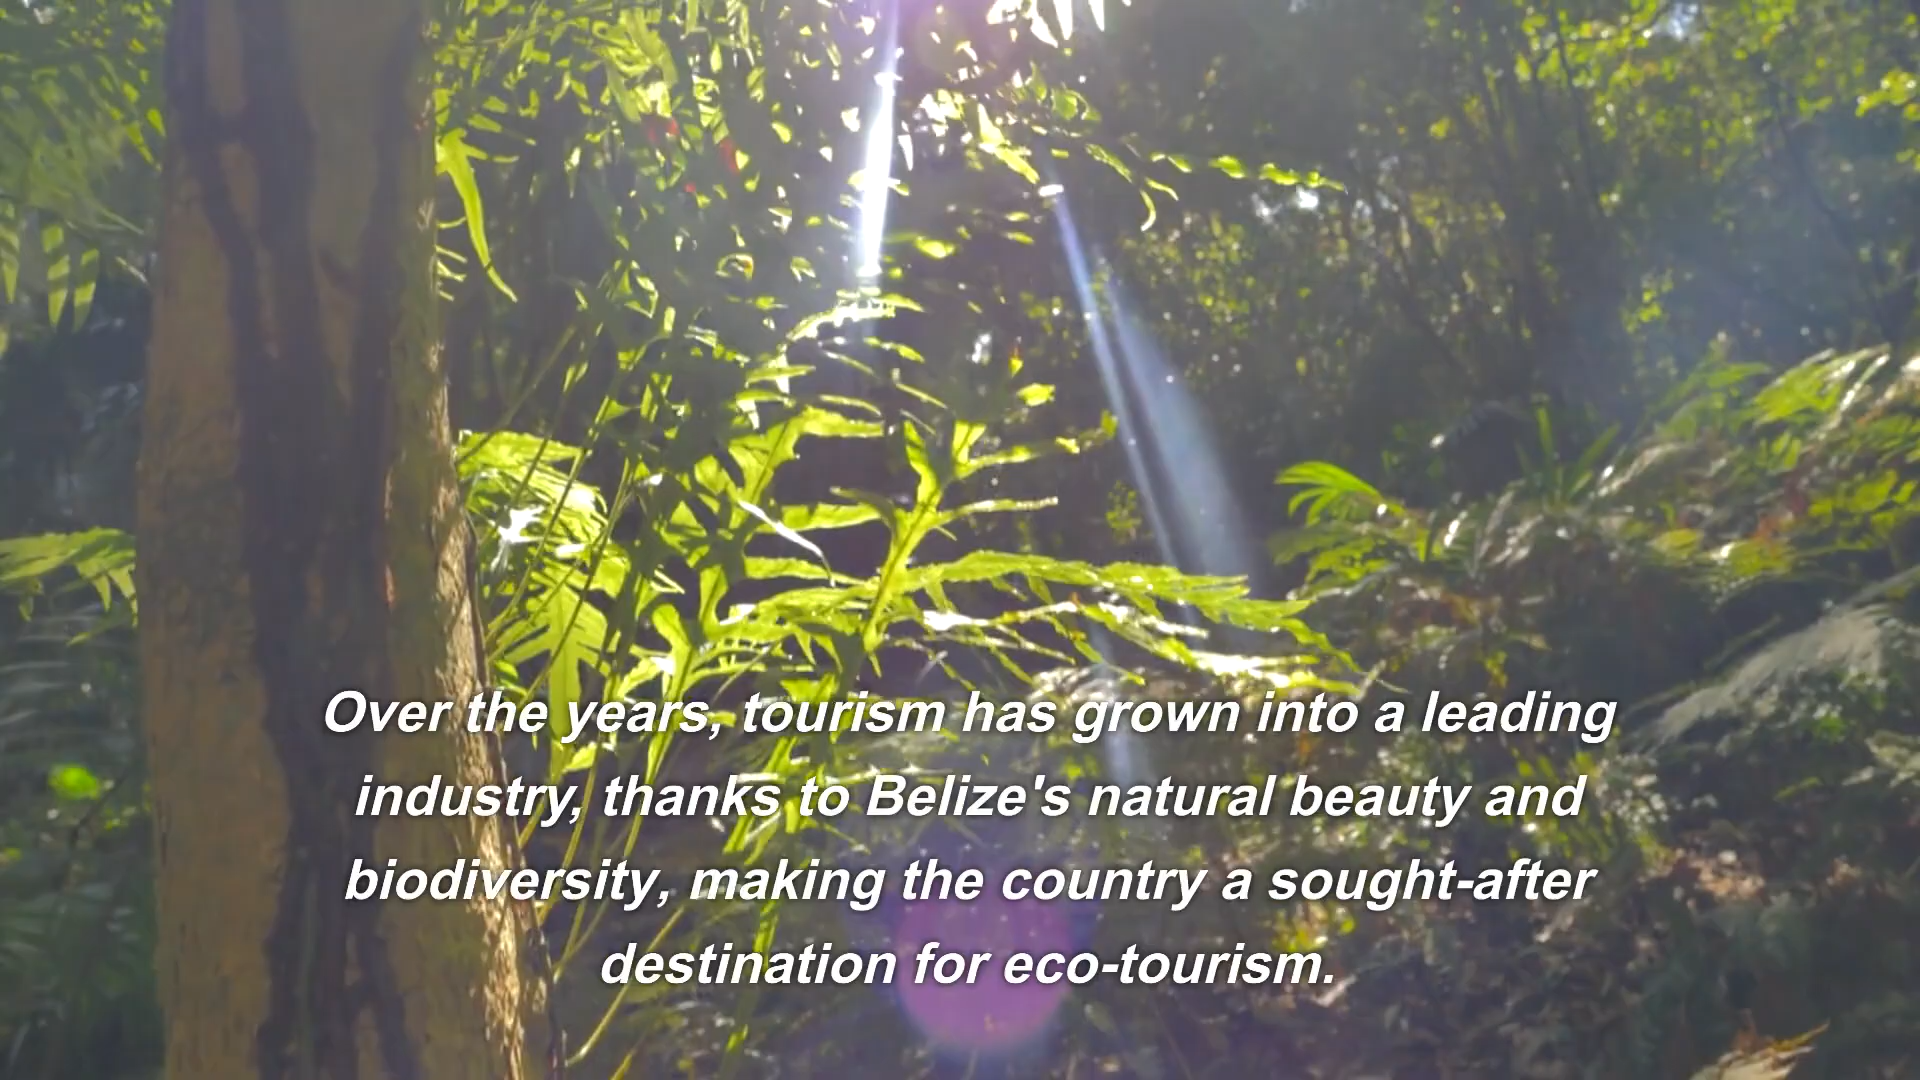 Over the years, tourism has grown into a leading
industry, thanks to Belize's natural beauty and
biodiversity, making the country a sought-after
destination for eco-tourism.